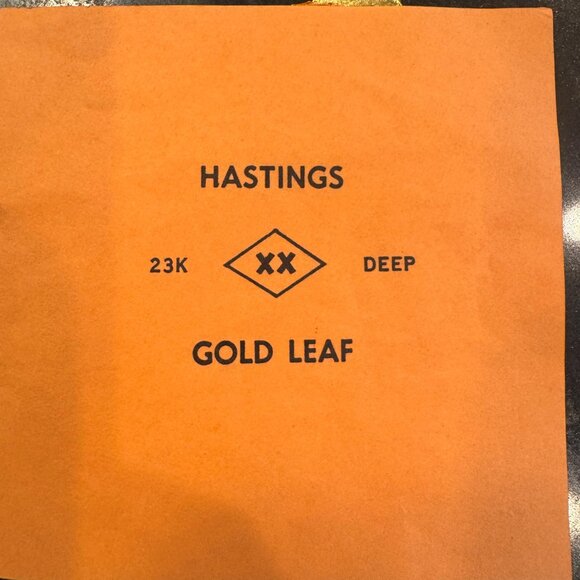 HASTINGS
23K XX DEEP
GOLD LEAF